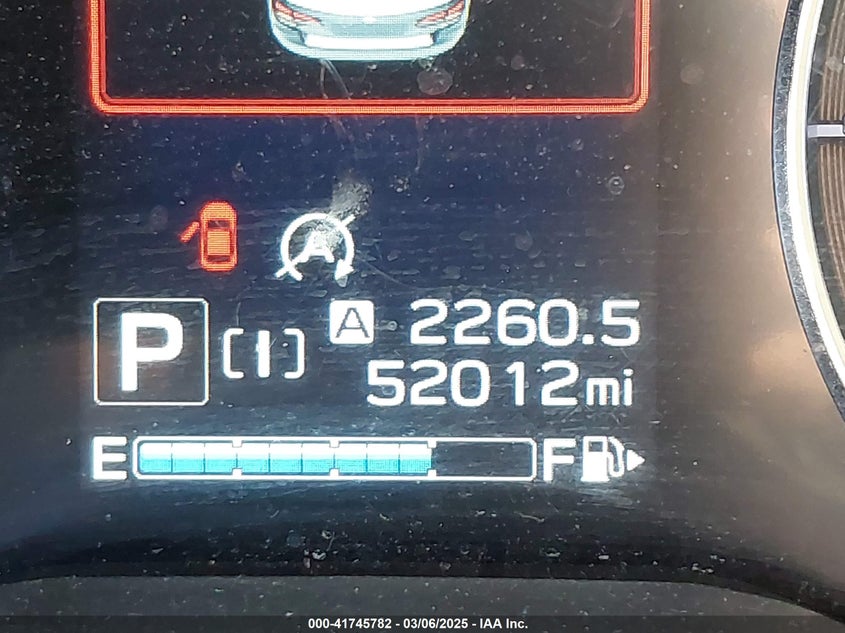 A
P [I] A 2260.5
52012mi
E F
000-41745782 - 03/06/2025 - IAA Inc.